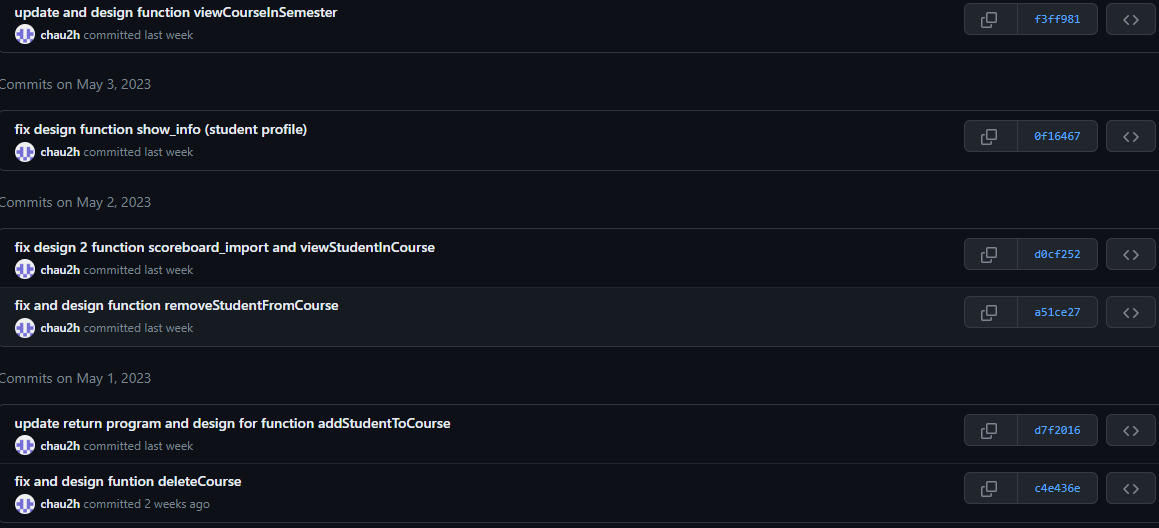 update and design function viewCourseInSemester
f3ff981
chau2h committed last week
Commits on May 3, 2023
fix design function show_info (student profile)
0f16467
chau2h committed last week
Commits on May 2, 2023
fix design 2 function scoreboard_import and viewStudentInCourse
d0cf252
chau2h committed last week
fix and design function removeStudentFromCourse
a51ce27
chau2h committed last week
Commits on May 1, 2023
update return program and design for function addStudentToCourse
d7f2016
chau2h committed last week
fix and design funtion deleteCourse
c4e436e
chau2h committed 2 weeks ago